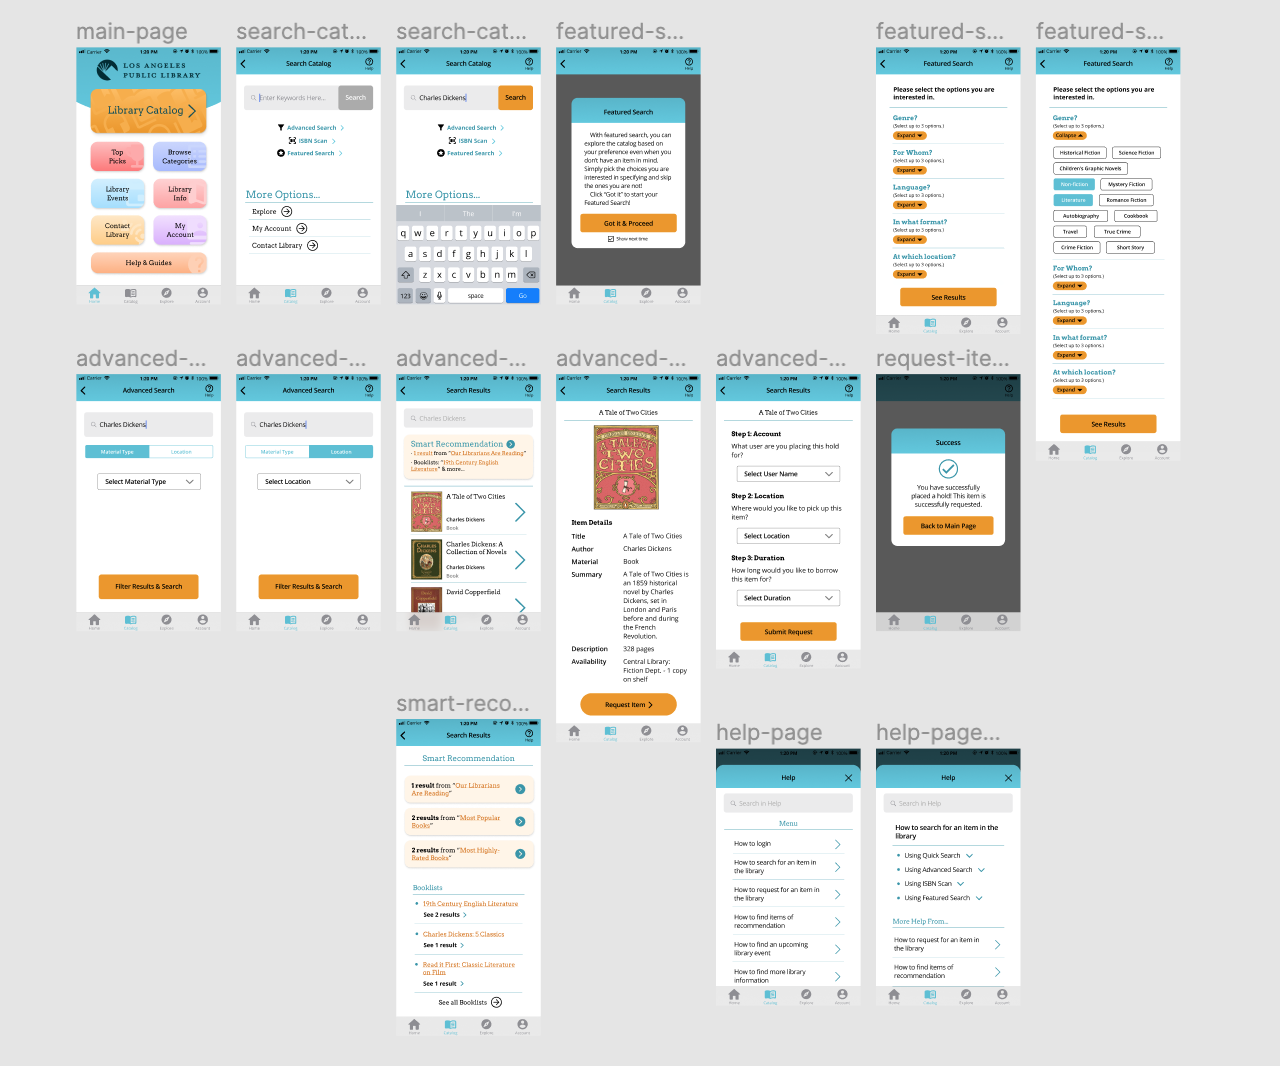 main-page
search-cat...
search-cat...
featured-s...
featured-s...
featured-s...
Carrier 1:20 PM 100%
LOS ANGELES
PUBLIC LIBRARY
Library Catalog
Top
Picks
Browse
Categories
Library
Events
Library
Info
Contact
Library
My
Account
Help & Guides
Home Catalog Explore Account
Carrier 1:20 PM 100%
Search Catalog
Help
Enter Keywords Here...
Search
Advanced Search
ISBN Scan
Featured Search
More Options...
Explore
My Account
Contact Library
Home Catalog Explore Account
Carrier 1:20 PM 100%
Search Catalog
Help
Charles Dickens
Search
Advanced Search
ISBN Scan
Featured Search
More Options...
I The I'm
q w e r t y u i o p
a s d f g h j k l
z x c v b n m
123 space Go
Carrier 1:20 PM 100%
Help
Featured Search
With featured search, you can
explore the catalog based on
your preference even when you
don't have an item in mind.
Simply pick the choices you are
interested in specifying and skip
the ones you are not!
Click "Got it" to start your
Featured Search!
Got it & Proceed
Show next time
Home Catalog Explore Account
Carrier 1:20 PM 100%
Featured Search
Help
Please select the options you are
interested in.
Genre?
(Select up to 3 options.)
Expand
For Whom?
(Select up to 3 options.)
Expand
Language?
(Select up to 3 options.)
Expand
In what format?
(Select up to 3 options.)
Expand
At which location?
(Select up to 3 options.)
Expand
See Results
Home Catalog Explore Account
Carrier 1:20 PM 100%
Featured Search
Help
Please select the options you are
interested in.
Genre?
(Select up to 3 options.)
Collapse
Historical Fiction Science Fiction
Children's Graphic Novels
Non-fiction Mystery Fiction
Literature Romance Fiction
Autobiography Cookbook
Travel True Crime
Crime Fiction Short Story
For Whom?
(Select up to 3 options.)
Expand
Language?
(Select up to 3 options.)
Expand
In what format?
(Select up to 3 options.)
Expand
At which location?
(Select up to 3 options.)
Expand
See Results
Home Catalog Explore Account
advanced-...
advanced-...
advanced-...
advanced-...
advanced-...
request-ite...
Carrier 1:20 PM 100%
Advanced Search
Help
Charles Dickens
Material Type Location
Select Material Type
Filter Results & Search
Home Catalog Explore Account
Carrier 1:20 PM 100%
Advanced Search
Help
Charles Dickens
Material Type Location
Select Location
Filter Results & Search
Home Catalog Explore Account
Carrier 1:20 PM 100%
Search Results
Help
Charles Dickens
Smart Recommendation
· 1 result from "Our Librarians Are Reading"
· Booklists: "19th Century English
Literature" & more...
A Tale of Two Cities
Charles Dickens
Book
Charles Dickens: A
Collection of Novels
Charles Dickens
Book
David Copperfield
Home Catalog Explore Account
Carrier 1:20 PM 100%
Search Results
Help
A Tale of Two Cities
A TALE OF
TWO
CITIES
Item Details
Title A Tale of Two Cities
Author Charles Dickens
Material Book
Summary A Tale of Two Cities is
an 1859 historical
novel by Charles
Dickens, set in
London and Paris
before and during
the French
Revolution.
Description 328 pages
Availability Central Library:
Fiction Dept. - 1 copy
on shelf
Request Item
Home Catalog Explore Account
Carrier 1:20 PM 100%
Search Results
Help
A Tale of Two Cities
Step 1: Account
What user are you placing this hold
for?
Select User Name
Step 2: Location
Where would you like to pick up this
item?
Select Location
Step 3: Duration
How long would you like to borrow
this item for?
Select Duration
Submit Request
Home Catalog Explore Account
Carrier 1:20 PM 100%
Success
You have successfully
placed a hold! This item is
successfully requested.
Back to Main Page
Home Catalog Explore Account
smart-reco...
help-page
help-page...
Carrier 1:20 PM 100%
Search Results
Help
Smart Recommendation
1 result from "Our Librarians
Are Reading"
2 results from "Most Popular
Books"
2 results from "Most Highly-
Rated Books"
Booklists
19th Century English Literature
See 2 results
Charles Dickens: 5 Classics
See 1 result
Read it First: Classic Literature
on Film
See 1 result
See all Booklists
Home Catalog Explore Account
Carrier 1:20 PM 100%
Help
Search in Help
Menu
How to login
How to search for an item in
the library
How to request for an item in
the library
How to find items of
recommendation
How to find an upcoming
library event
How to find more library
information
Home Catalog Explore Account
Carrier 1:20 PM 100%
Help
Search in Help
How to search for an item in the
library
Using Quick Search
Using Advanced Search
Using ISBN Scan
Using Featured Search
More Help From...
How to request for an item in
the library
How to find items of
recommendation
Home Catalog Explore Account